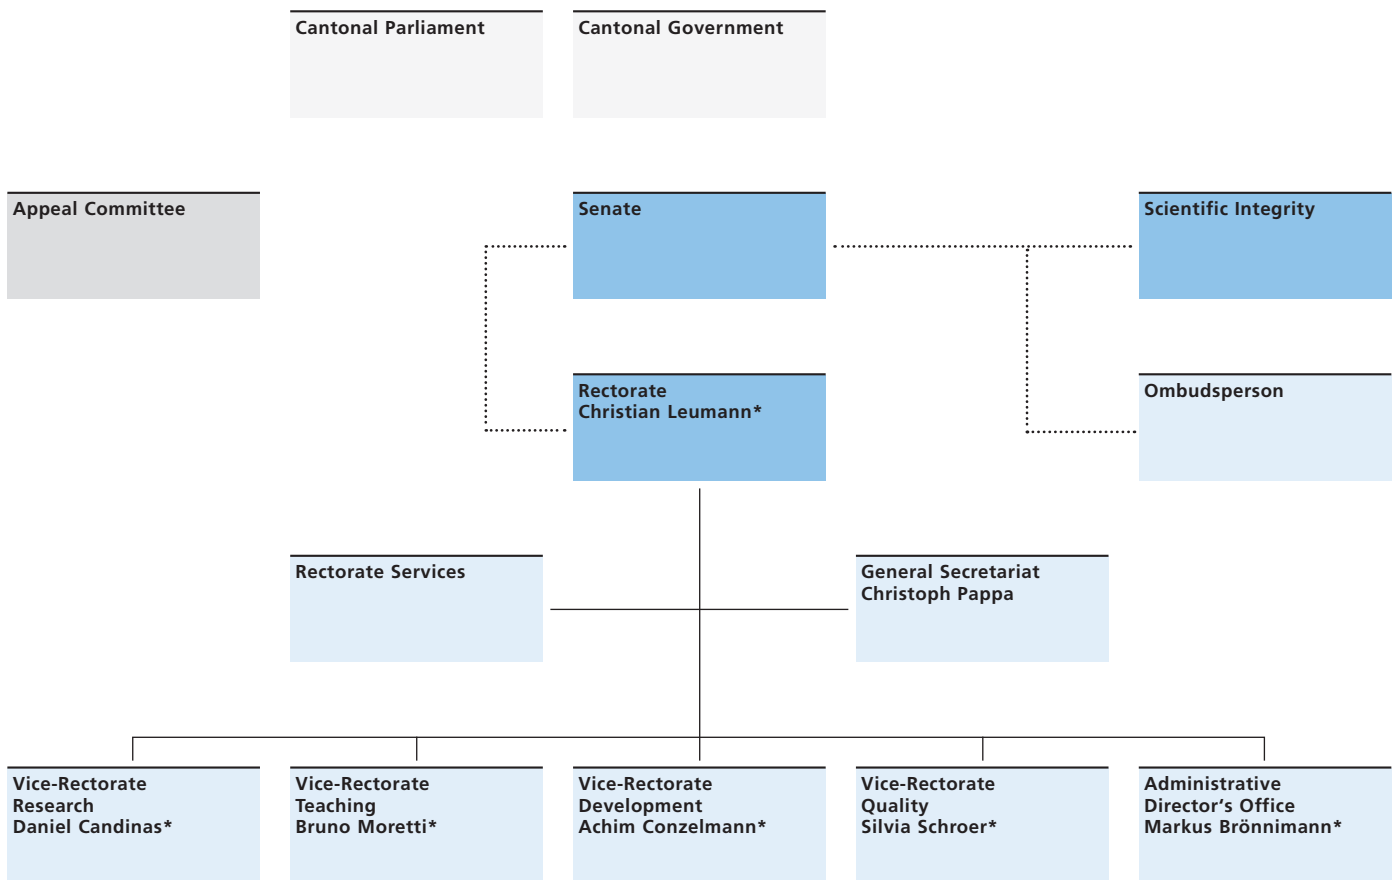 Cantonal Parliament
Cantonal Government
Appeal Committee
Senate
Scientific Integrity
Rectorate
Christian Leumann*
Ombudsperson
Rectorate Services
General Secretariat
Christoph Pappa
Vice-Rectorate
Research
Daniel Candinas*
Vice-Rectorate
Teaching
Bruno Moretti*
Vice-Rectorate
Development
Achim Conzelmann*
Vice-Rectorate
Quality
Silvia Schroer*
Administrative
Director‘s Office
Markus Brönnimann*